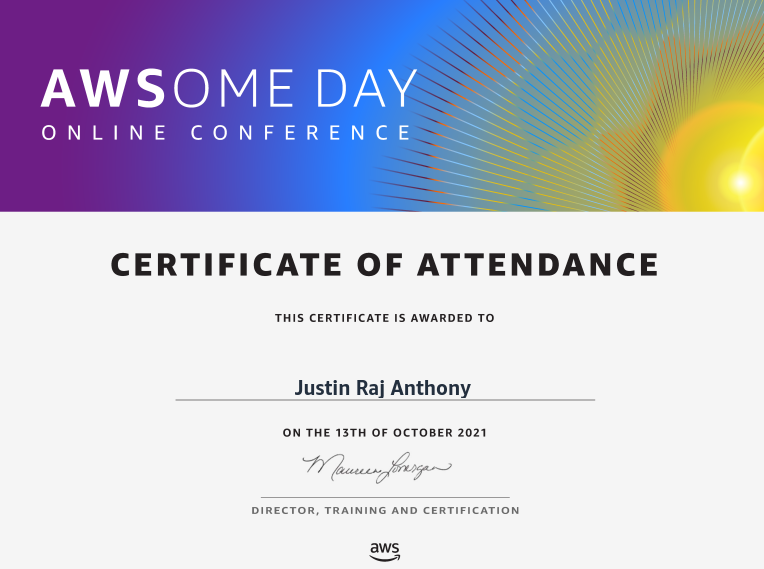 AWSOME DAY
ONLINE CONFERENCE
CERTIFICATE OF ATTENDANCE
THIS CERTIFICATE IS AWARDED TO
Justin Raj Anthony
ON THE 13TH OF OCTOBER 2021
Maureen Lonergan
DIRECTOR, TRAINING AND CERTIFICATION
aws